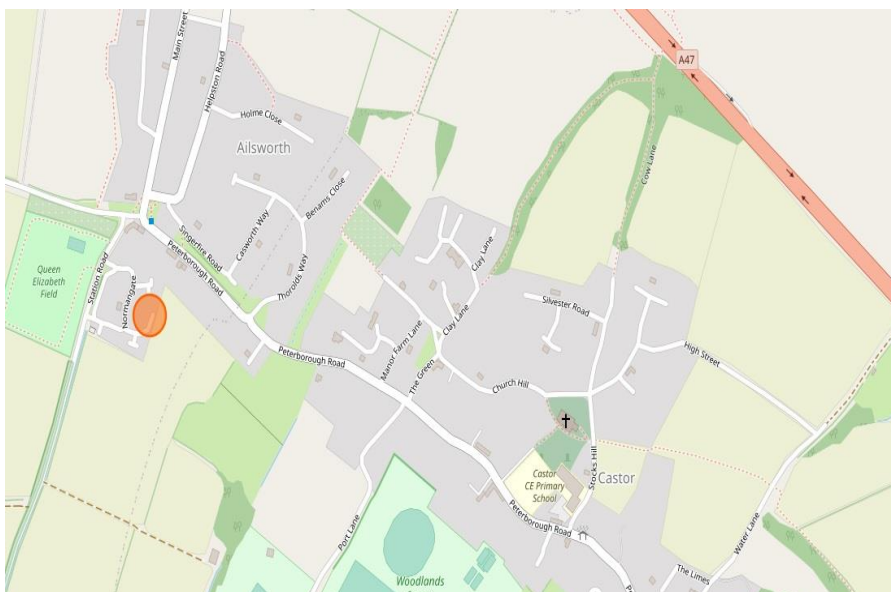 Main Street
Helpston Road
A47
Holme Close
Ailsworth
Cow Lane
Benams Close
Casworth Way
Singerfire Road
Peterborough Road
Thorolds Way
Clay Lane
Queen
Elizabeth
Field
Station Road
Normangate
Silvester Road
Clay Lane
Manor Farm Lane
High Street
Peterborough Road
The Green
Church Hill
Stocks Hill
Castor
CE Primary
School
Castor
Peterborough Road
Port Lane
Water Lane
The Limes
Woodlands